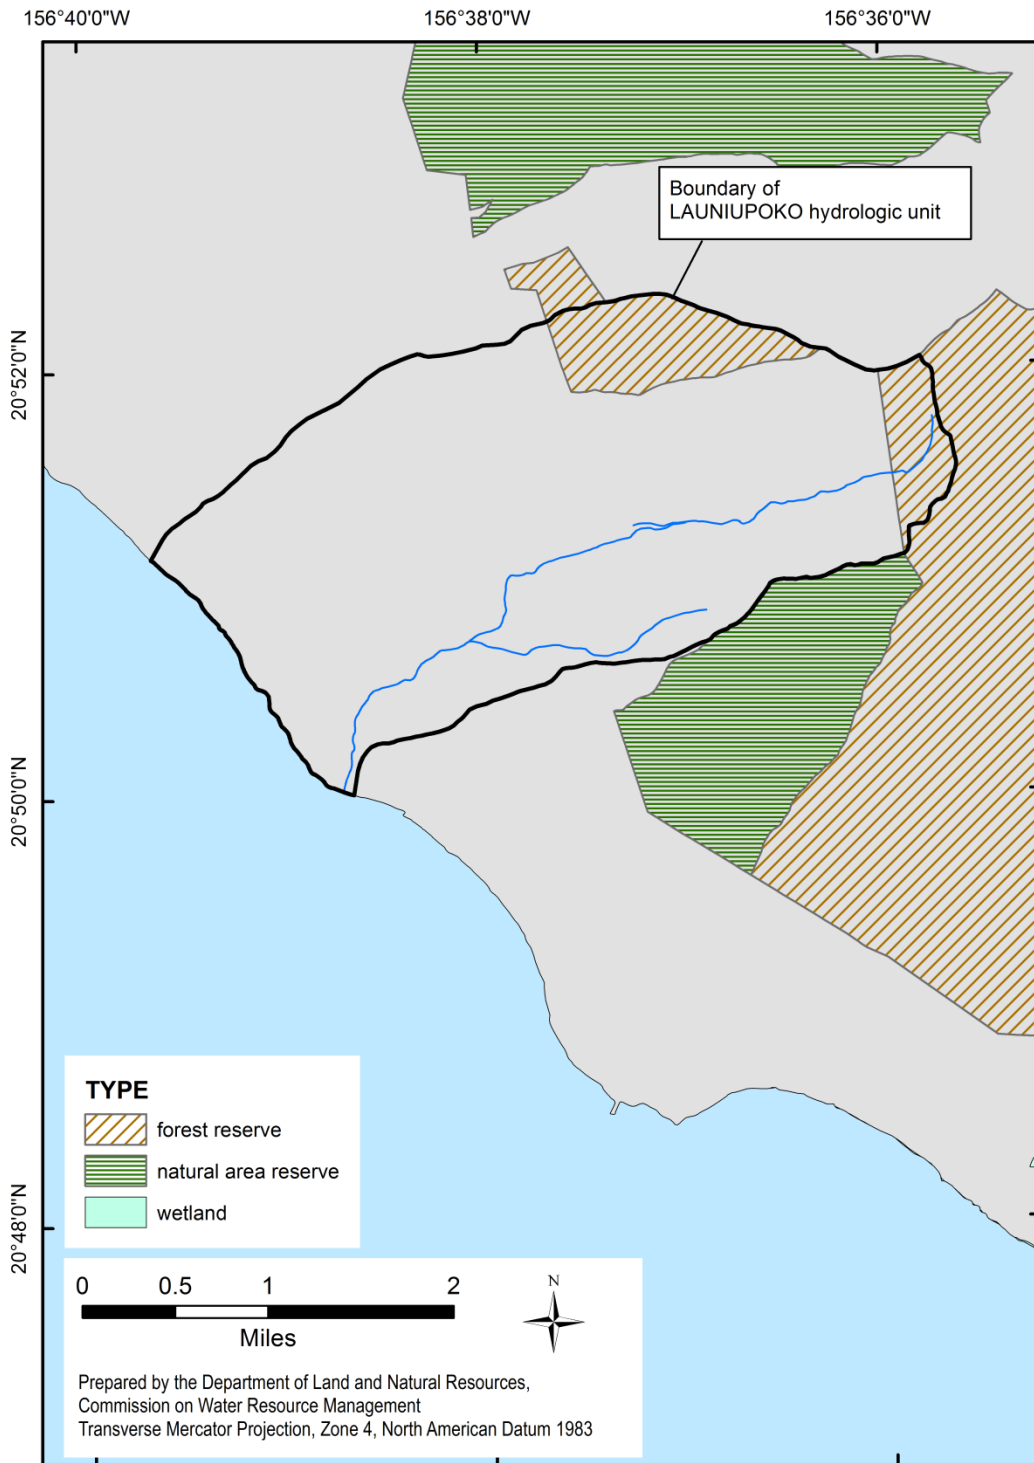 156°40'0"W
156°38'0"W
156°36'0"W
Boundary of
LAUNIUPOKO hydrologic unit
20°52'0"N
20°50'0"N
20°48'0"N
TYPE
forest reserve
natural area reserve
wetland
0 0.5 1 2
Miles
N
Prepared by the Department of Land and Natural Resources,
Commission on Water Resource Management
Transverse Mercator Projection, Zone 4, North American Datum 1983